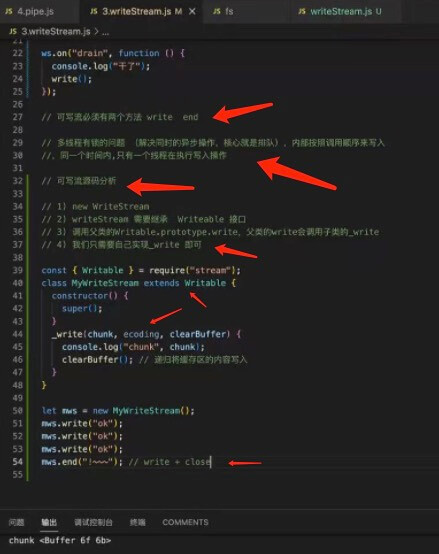 4.pipe.js
3.writeStream.js M
fs
writeStream.js U
3.writeStream.js > ...
21
22 ws.on("drain", function () {
23 console.log("干了");
24 write();
25 });
26
27 // 可写流必须有两个方法 write end
28
29 // 多线程有锁的问题 （解决同时的异步操作，核心就是排队），内部按照调用顺序来写入
30 //，同一个时间内,只有一个线程在执行写入操作
31
32 // 可写流源码分析
33
34 // 1) new WriteStream
35 // 2) writeStream 需要继承 Writeable 接口
36 // 3) 调用父类的Writable.prototype.write，父类的write会调用子类的_write
37 // 4) 我们只需要自己实现_write 即可
38
39 const { Writable } = require("stream");
40 class MyWriteStream extends Writable {
41 constructor() {
42 super();
43 }
44 _write(chunk, ecoding, clearBuffer) {
45 console.log("chunk", chunk);
46 clearBuffer(); // 递归将缓存区的内容写入
47 }
48 }
49
50 let mws = new MyWriteStream();
51 mws.write("ok");
52 mws.write("ok");
53 mws.write("ok");
54 mws.end("!~~~"); // write + close
55
问题 输出 调试控制台 终端 COMMENTS
chunk <Buffer 6f 6b>